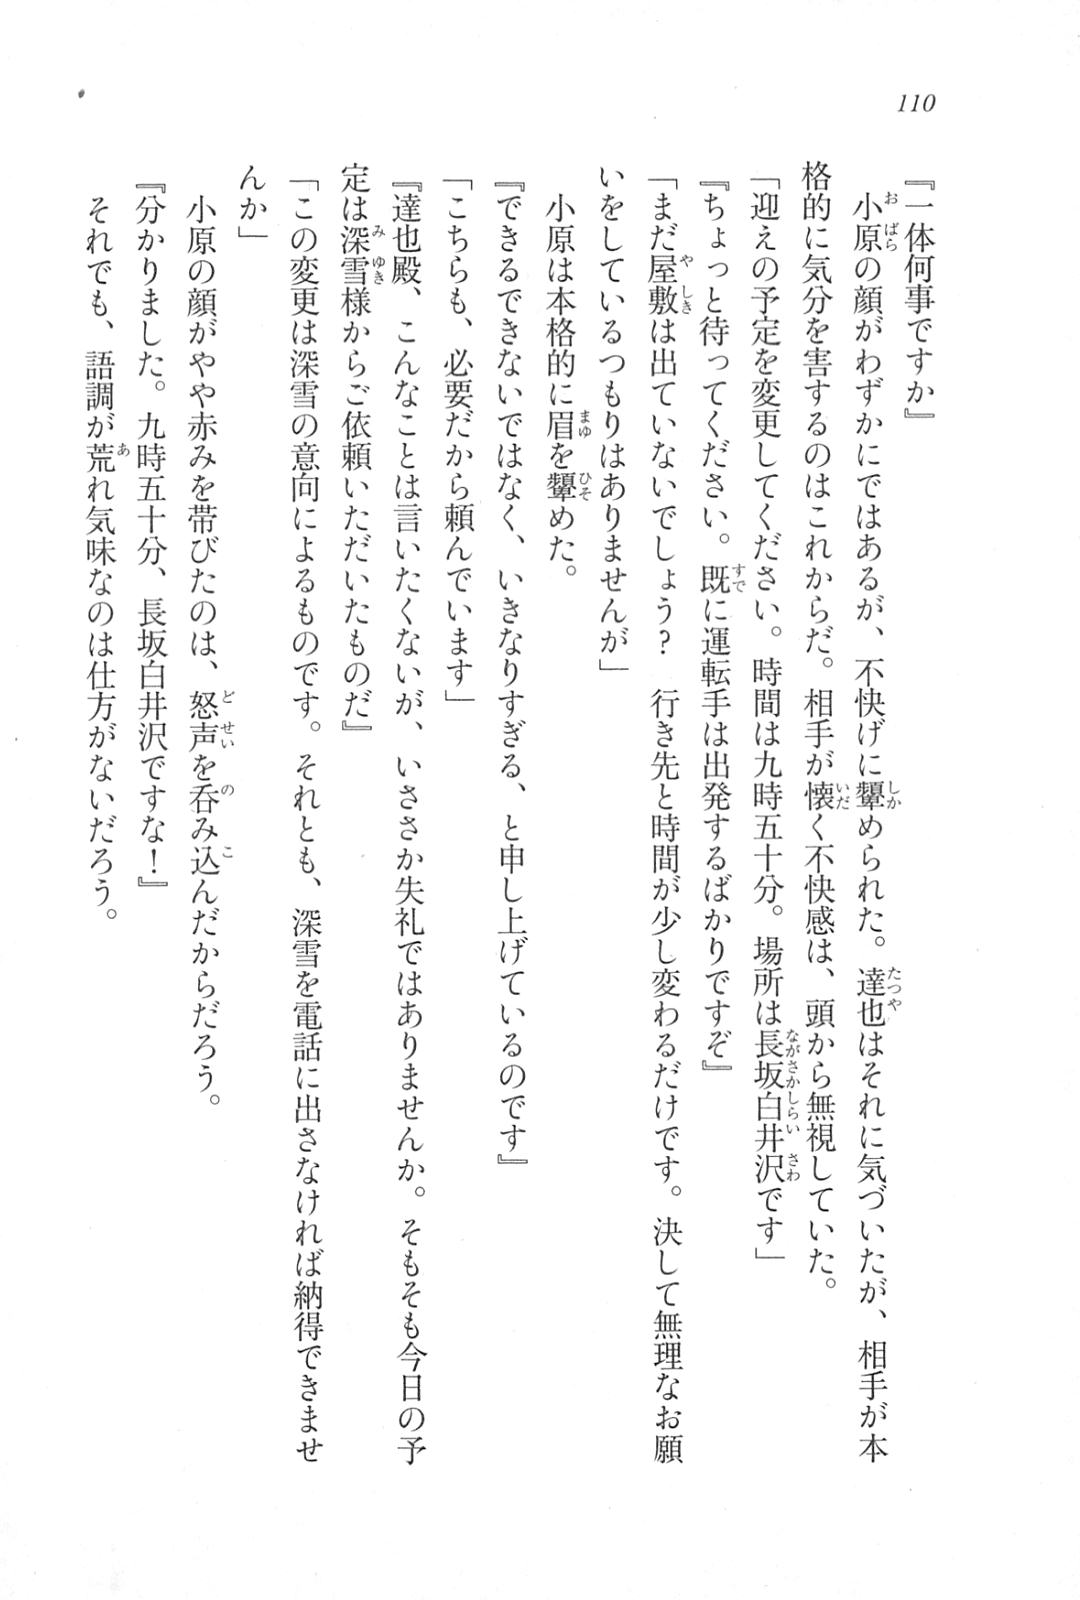 110
『一体何事ですか』
　小原の顔がわずかにではあるが、不快げに顰められた。達也はそれに気づいたが、相手が本
格的に気分を害するのはこれからだ。相手が懐く不快感は、頭から無視していた。
「迎えの予定を変更してください。時間は九時五十分。場所は長坂白井沢です」
『ちょっと待ってください。既に運転手は出発するばかりですぞ』
「まだ屋敷は出ていないでしょう？　行き先と時間が少し変わるだけです。決して無理なお願
いをしているつもりはありませんが」
　小原は本格的に眉を顰めた。
『できるできないではなく、いきなりすぎる、と申し上げているのです』
「こちらも、必要だから頼んでいます」
『達也殿、こんなことは言いたくないが、いささか失礼ではありませんか。そもそも今日の予
定は深雪様からご依頼いただいたものだ』
「この変更は深雪の意向によるものです。それとも、深雪を電話に出さなければ納得できませ
んか」
　小原の顔がやや赤みを帯びたのは、怒声を呑み込んだからだろう。
『分かりました。九時五十分、長坂白井沢ですな！』
　それでも、語調が荒れ気味なのは仕方がないだろう。